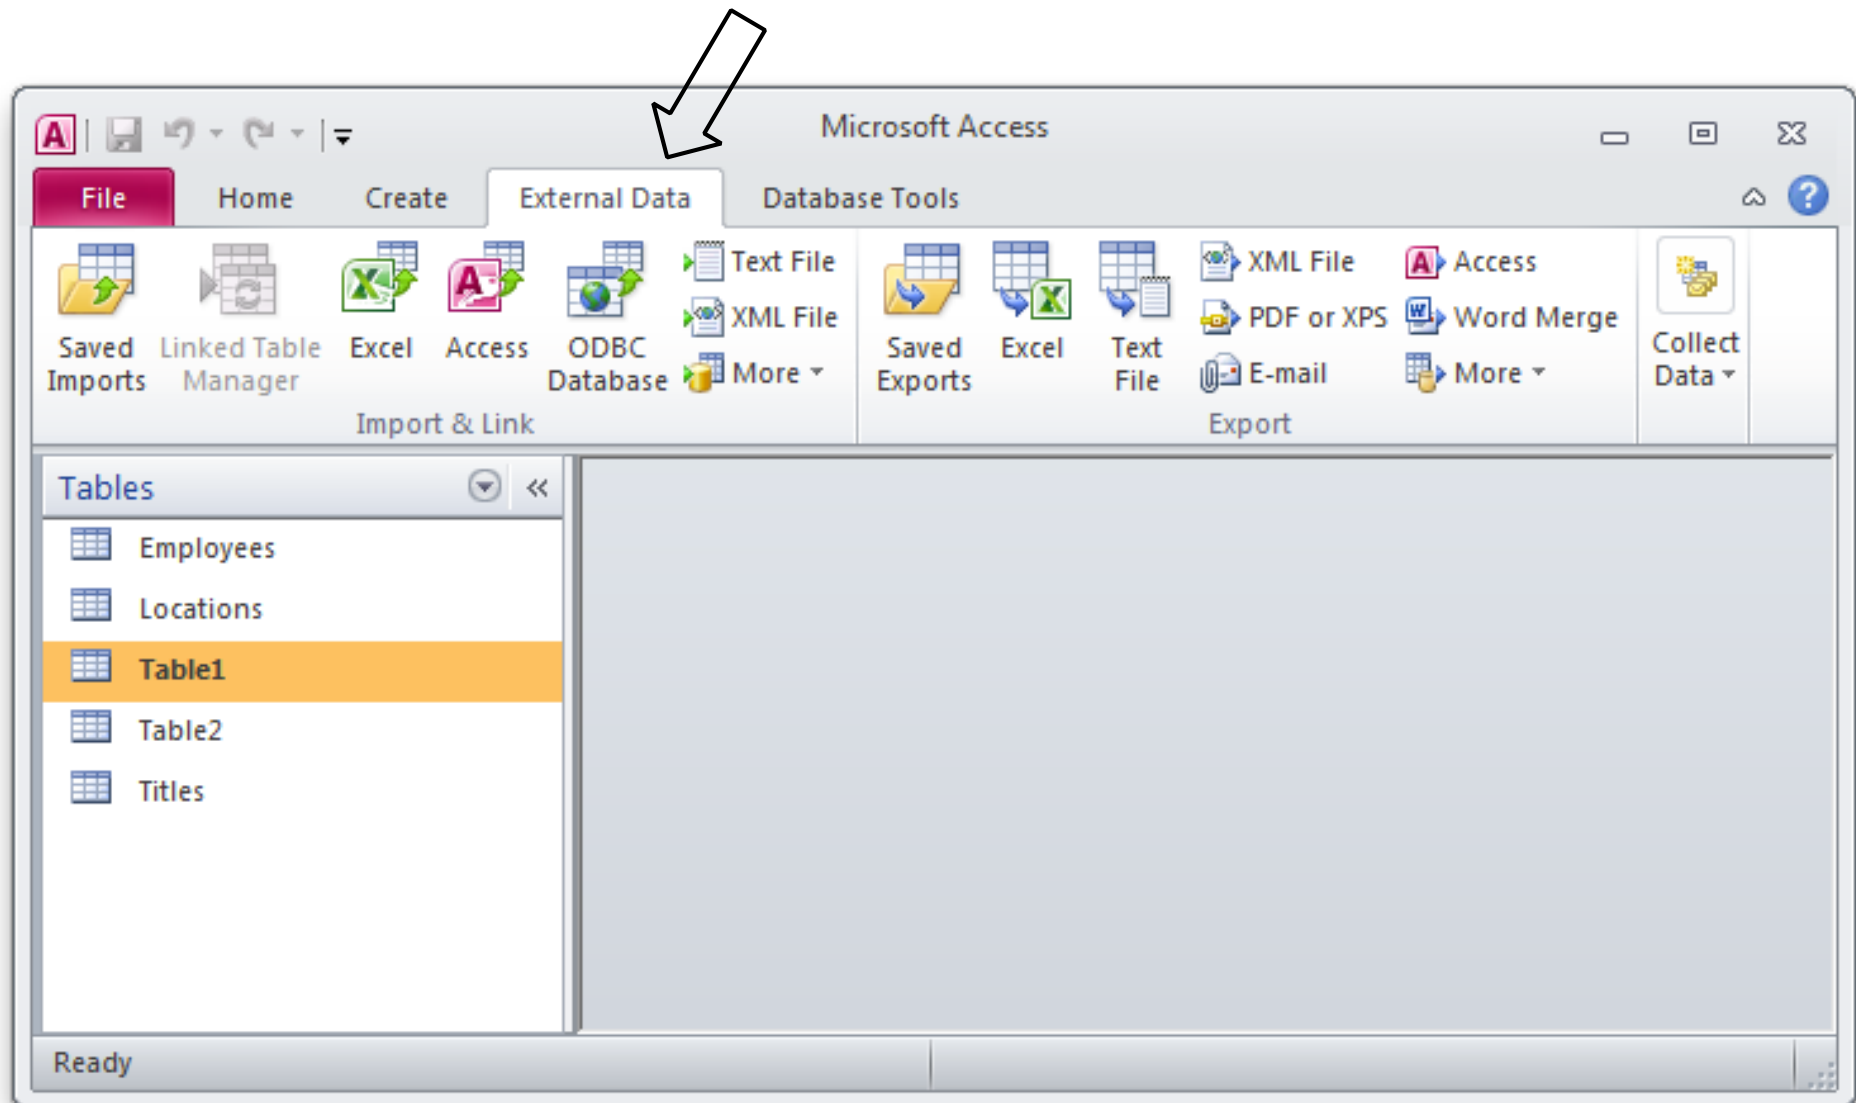 Microsoft Access
File Home Create External Data Database Tools
Saved Imports
Linked Table Manager
Excel
Access
ODBC Database
Text File
XML File
More
Import & Link
Saved Exports
Excel
Text File
XML File
PDF or XPS
E-mail
Access
Word Merge
More
Export
Collect Data
Tables
Employees
Locations
Table1
Table2
Titles
Ready